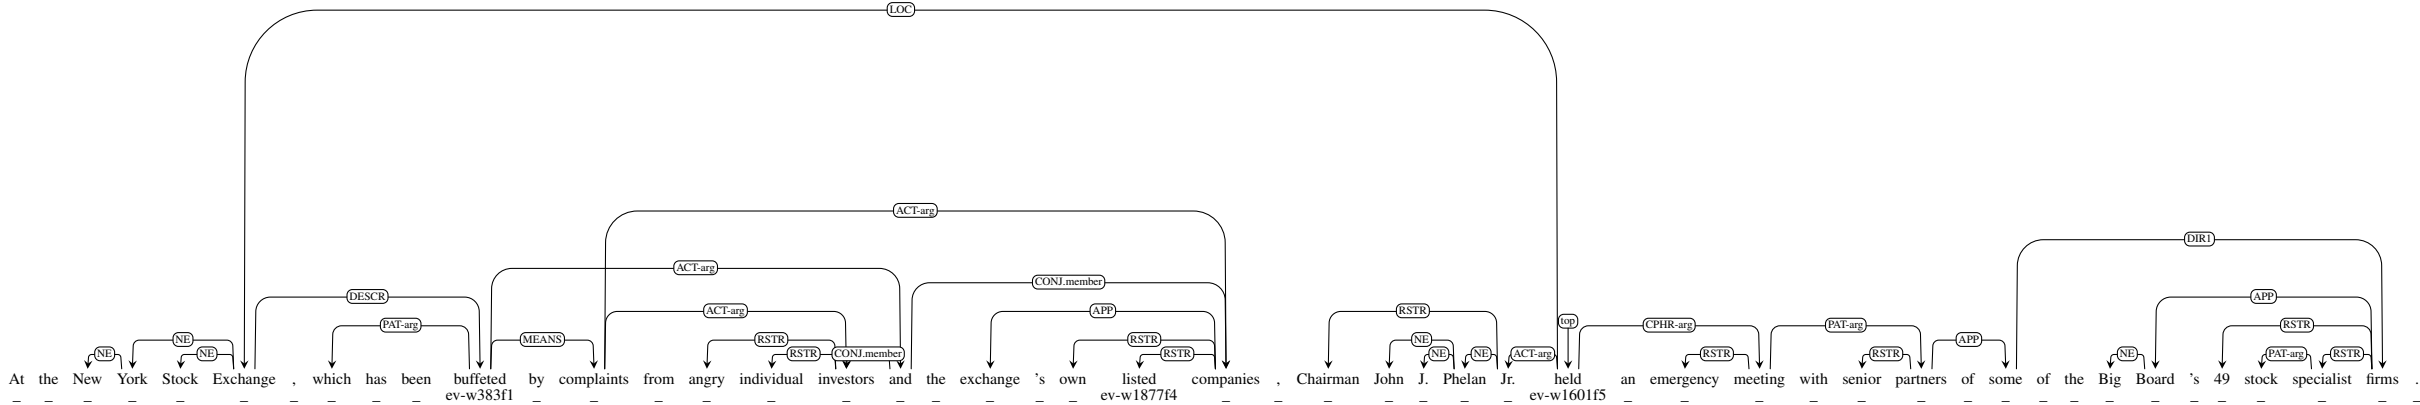 LOC
ACT-arg
DIR1
ACT-arg
CONJ.member
DESCR APP
ACT-arg APP RSTR
PAT-arg top CPHR-arg PAT-arg RSTR
NE MEANS RSTR RSTR NE APP
NE NE RSTR CONJ.member RSTR NE NE ACT-arg RSTR RSTR NE PAT-arg RSTR
At the New York Stock Exchange , which has been buffeted by complaints from angry individual investors and the exchange 's own listed companies , Chairman John J. Phelan Jr. held an emergency meeting with senior partners of some of the Big Board 's 49 stock specialist firms .
_ _ _ _ _ _ _ _ _ _ ev-w383f1 _ _ _ _ _ _ _ _ _ _ _ ev-w1877f4 _ _ _ _ _ _ _ ev-w1601f5 _ _ _ _ _ _ _ _ _ _ _ _ _ _ _ _ _ _